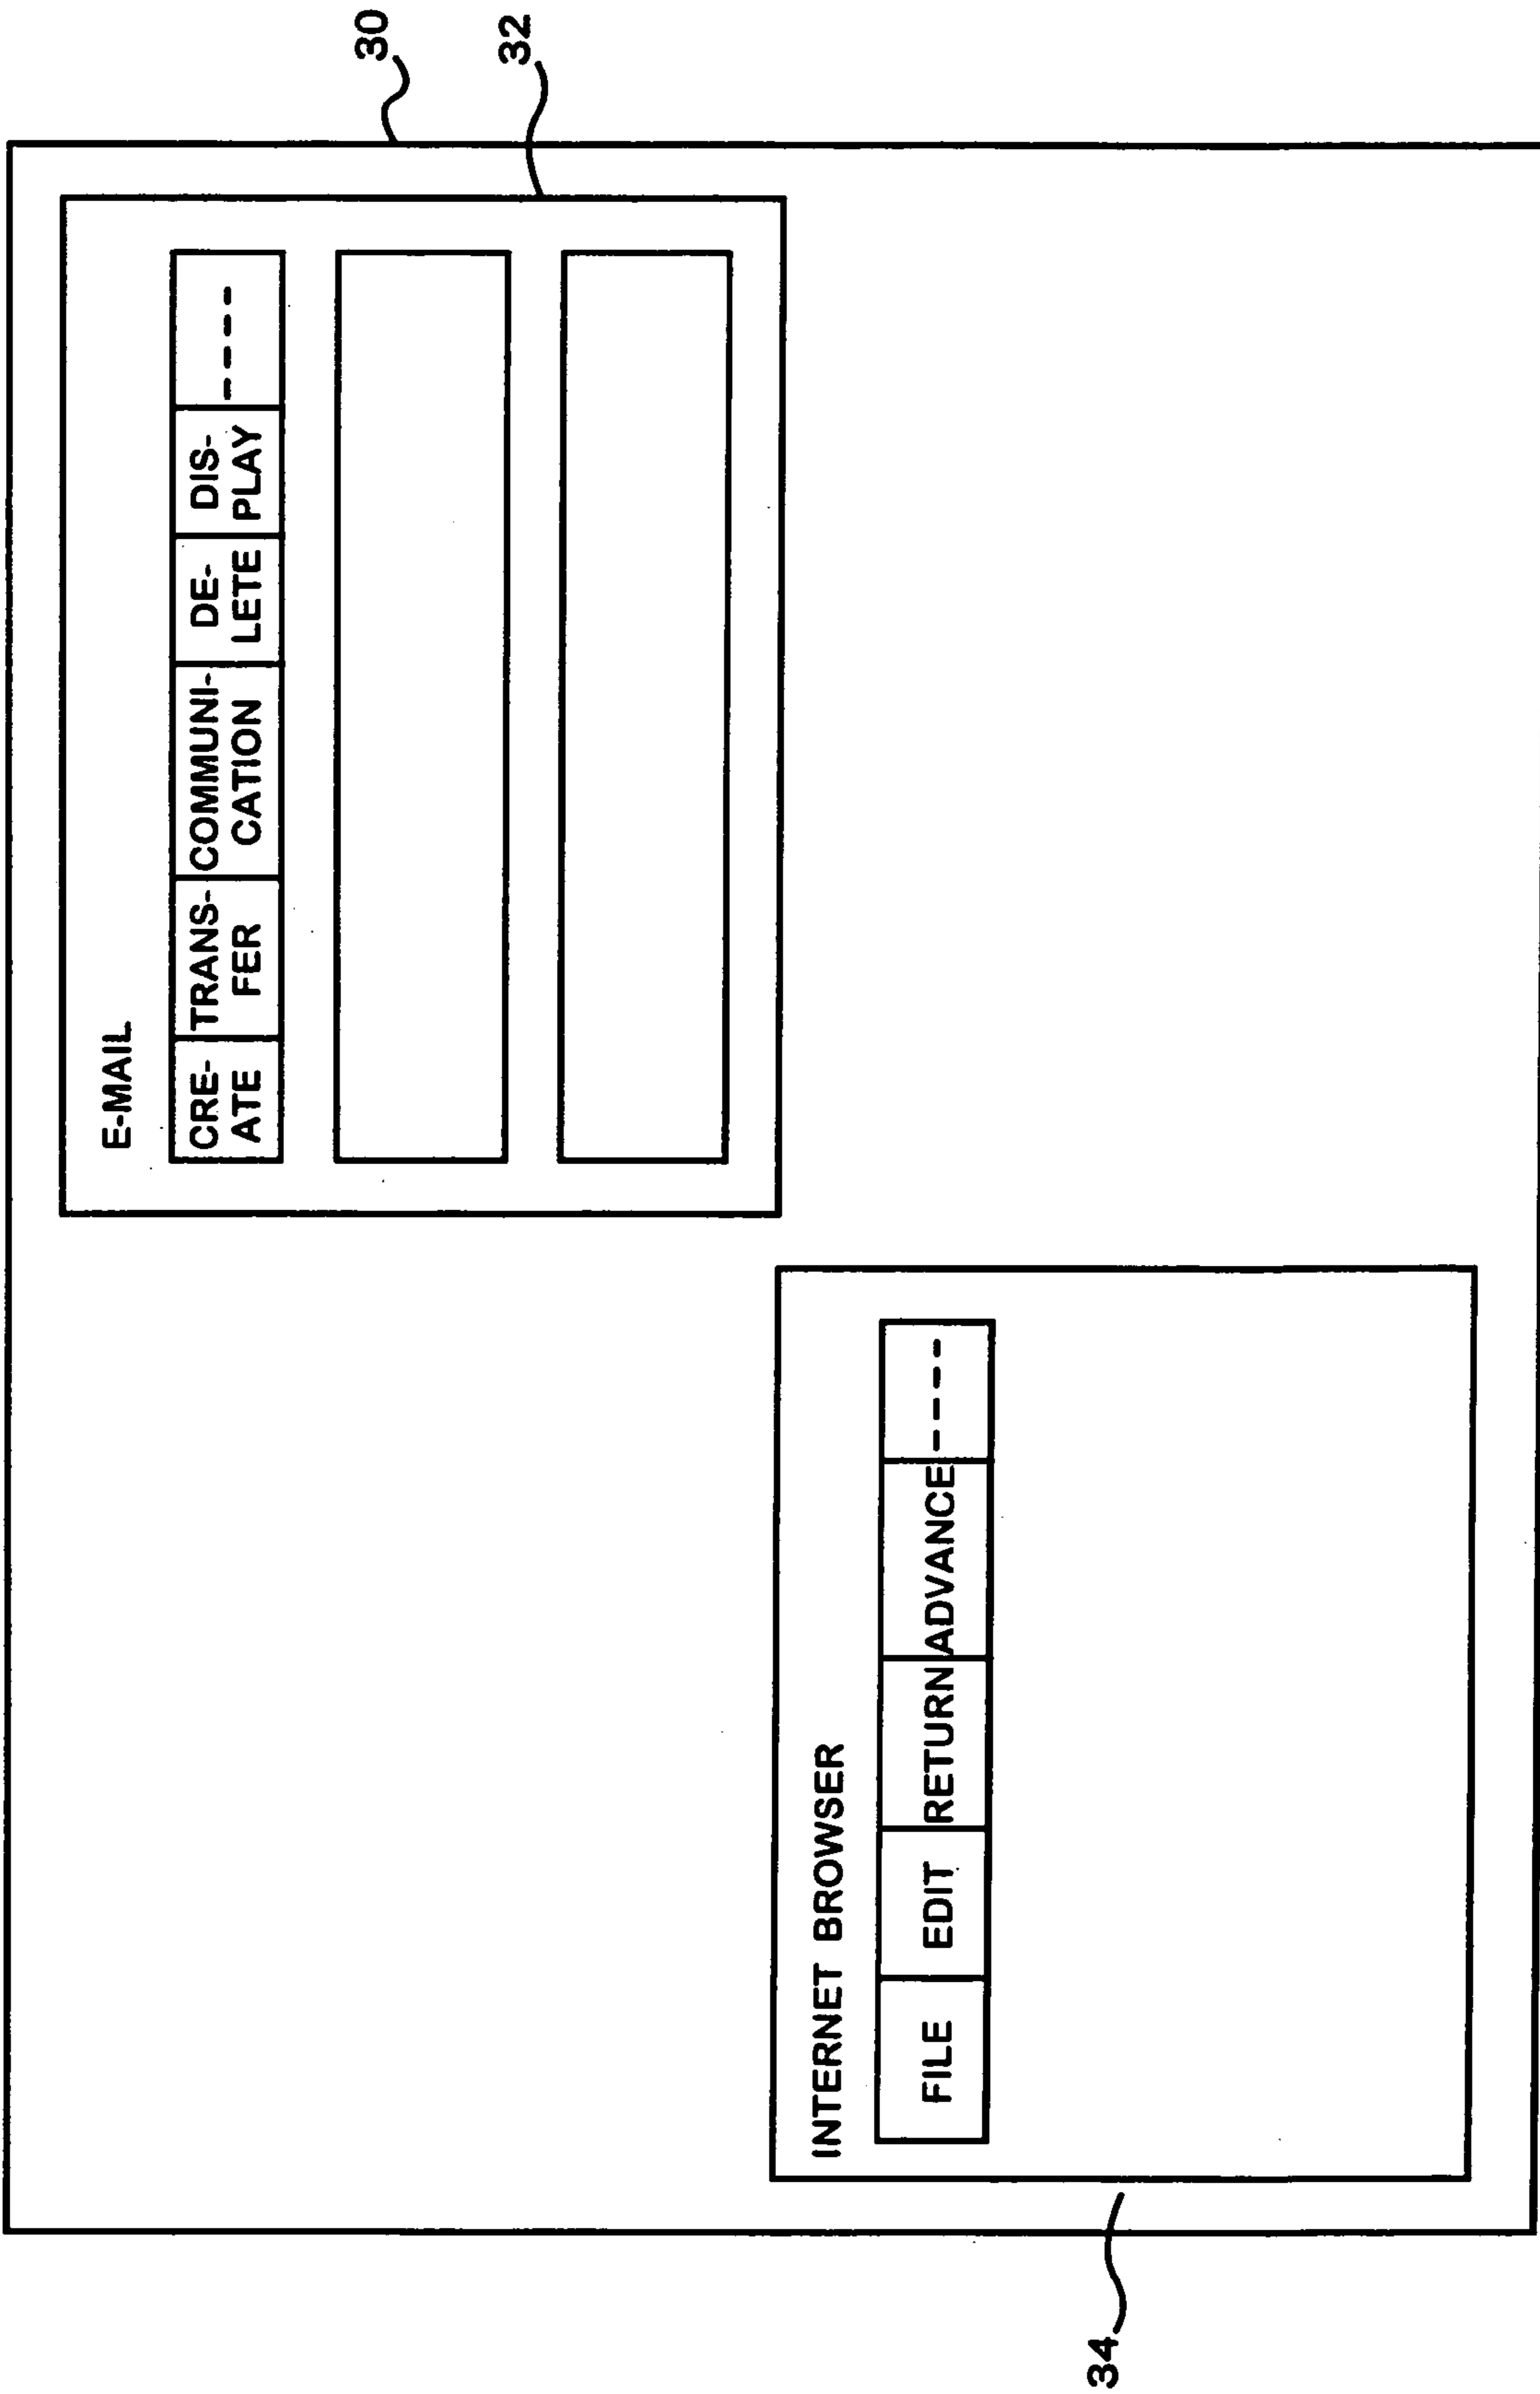 30
32
E-MAIL
CRE-
ATE
TRANS-
FER
COMMUNI-
CATION
DE-
LETE
DIS-
PLAY
----
INTERNET BROWSER
FILE
EDIT
RETURN
ADVANCE
----
34